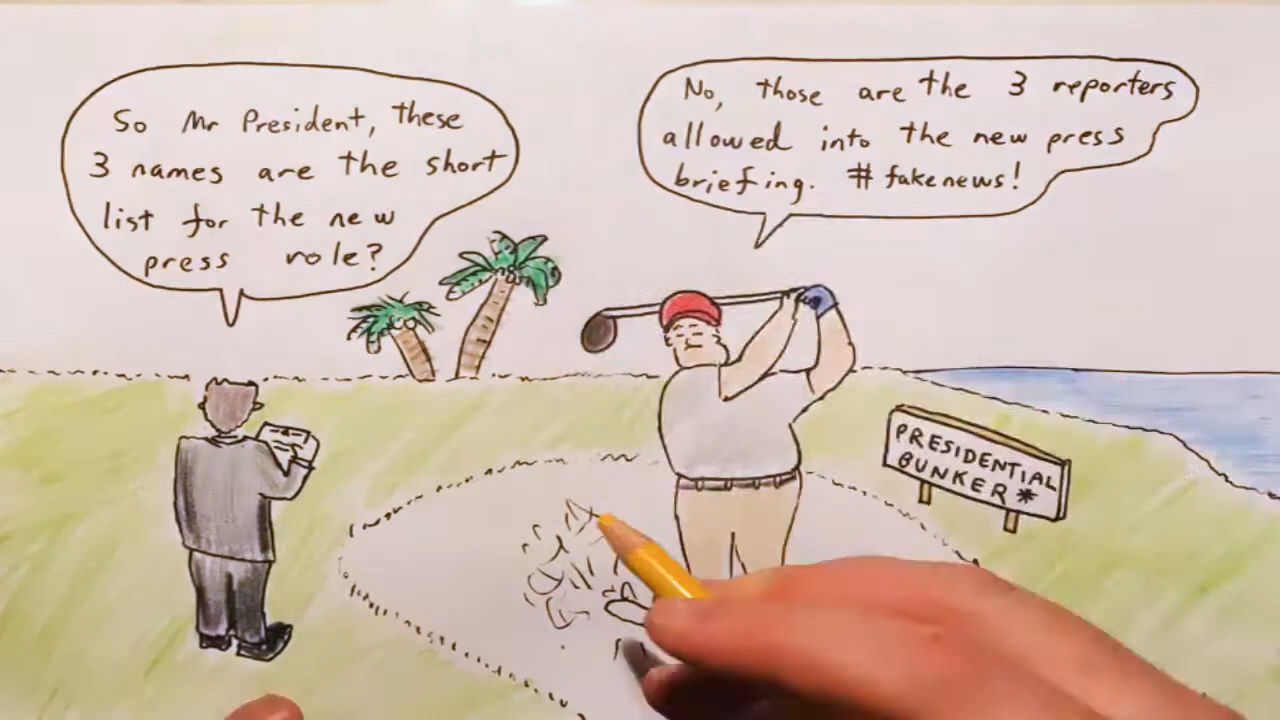 So Mr President, these
3 names are the short
list for the new
press role?
No, those are the 3 reporters
allowed into the new press
briefing. #fakenews!
PRESIDENTIAL
BUNKER*